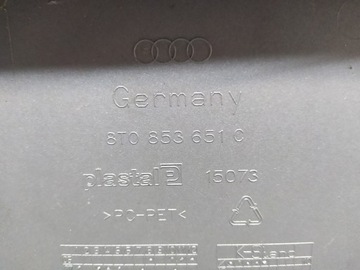 Germany
8T0 853 651 C
plastal P 15073
>PC-PET<